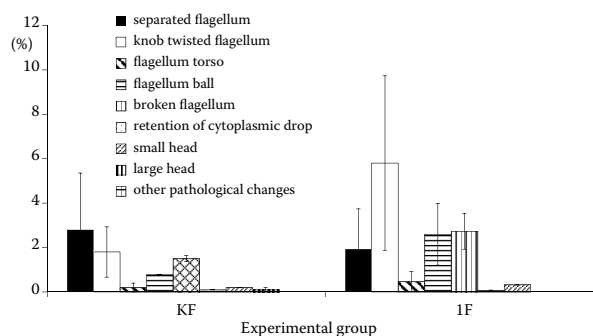 12
(%)
10
8
6
4
2
0
separated flagellum
knob twisted flagellum
flagellum torso
flagellum ball
broken flagellum
retention of cytoplasmic drop
small head
large head
other pathological changes
KF
1F
Experimental group